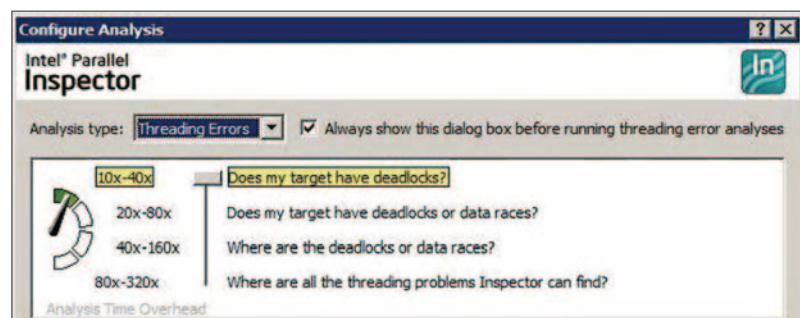 Configure Analysis
Intel® Parallel
Inspector
In
Analysis type: Threading Errors Always show this dialog box before running threading error analyses
10x-40x Does my target have deadlocks?
20x-80x Does my target have deadlocks or data races?
40x-160x Where are the deadlocks or data races?
80x-320x Where are all the threading problems Inspector can find?
Analysis Time Overhead